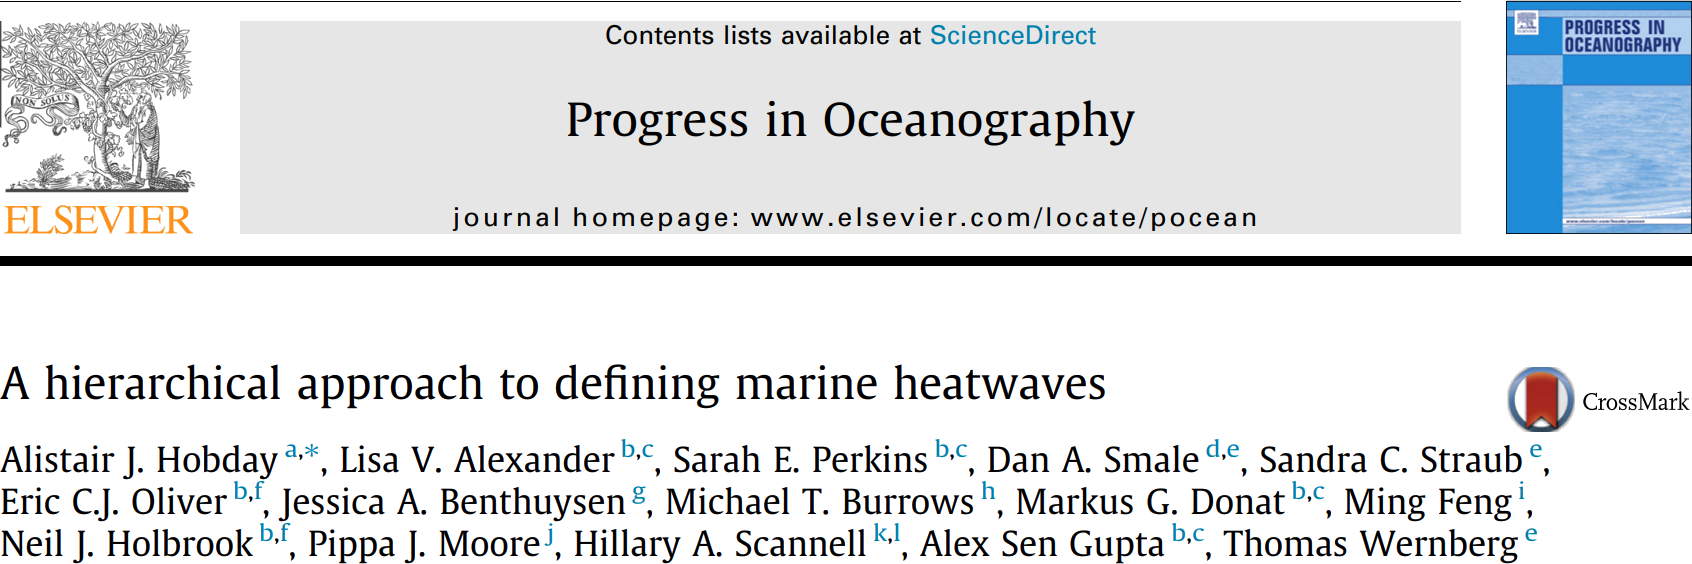 Contents lists available at ScienceDirect
Progress in Oceanography
journal homepage: www.elsevier.com/locate/pocean
NON SOLUS
ELSEVIER
PROGRESS IN
OCEANOGRAPHY
A hierarchical approach to defining marine heatwaves
CrossMark
Alistair J. Hobday a,*, Lisa V. Alexander b,c, Sarah E. Perkins b,c, Dan A. Smale d,e, Sandra C. Straub e,
Eric C.J. Oliver b,f, Jessica A. Benthuysen g, Michael T. Burrows h, Markus G. Donat b,c, Ming Feng i,
Neil J. Holbrook b,f, Pippa J. Moore j, Hillary A. Scannell k,l, Alex Sen Gupta b,c, Thomas Wernberg e